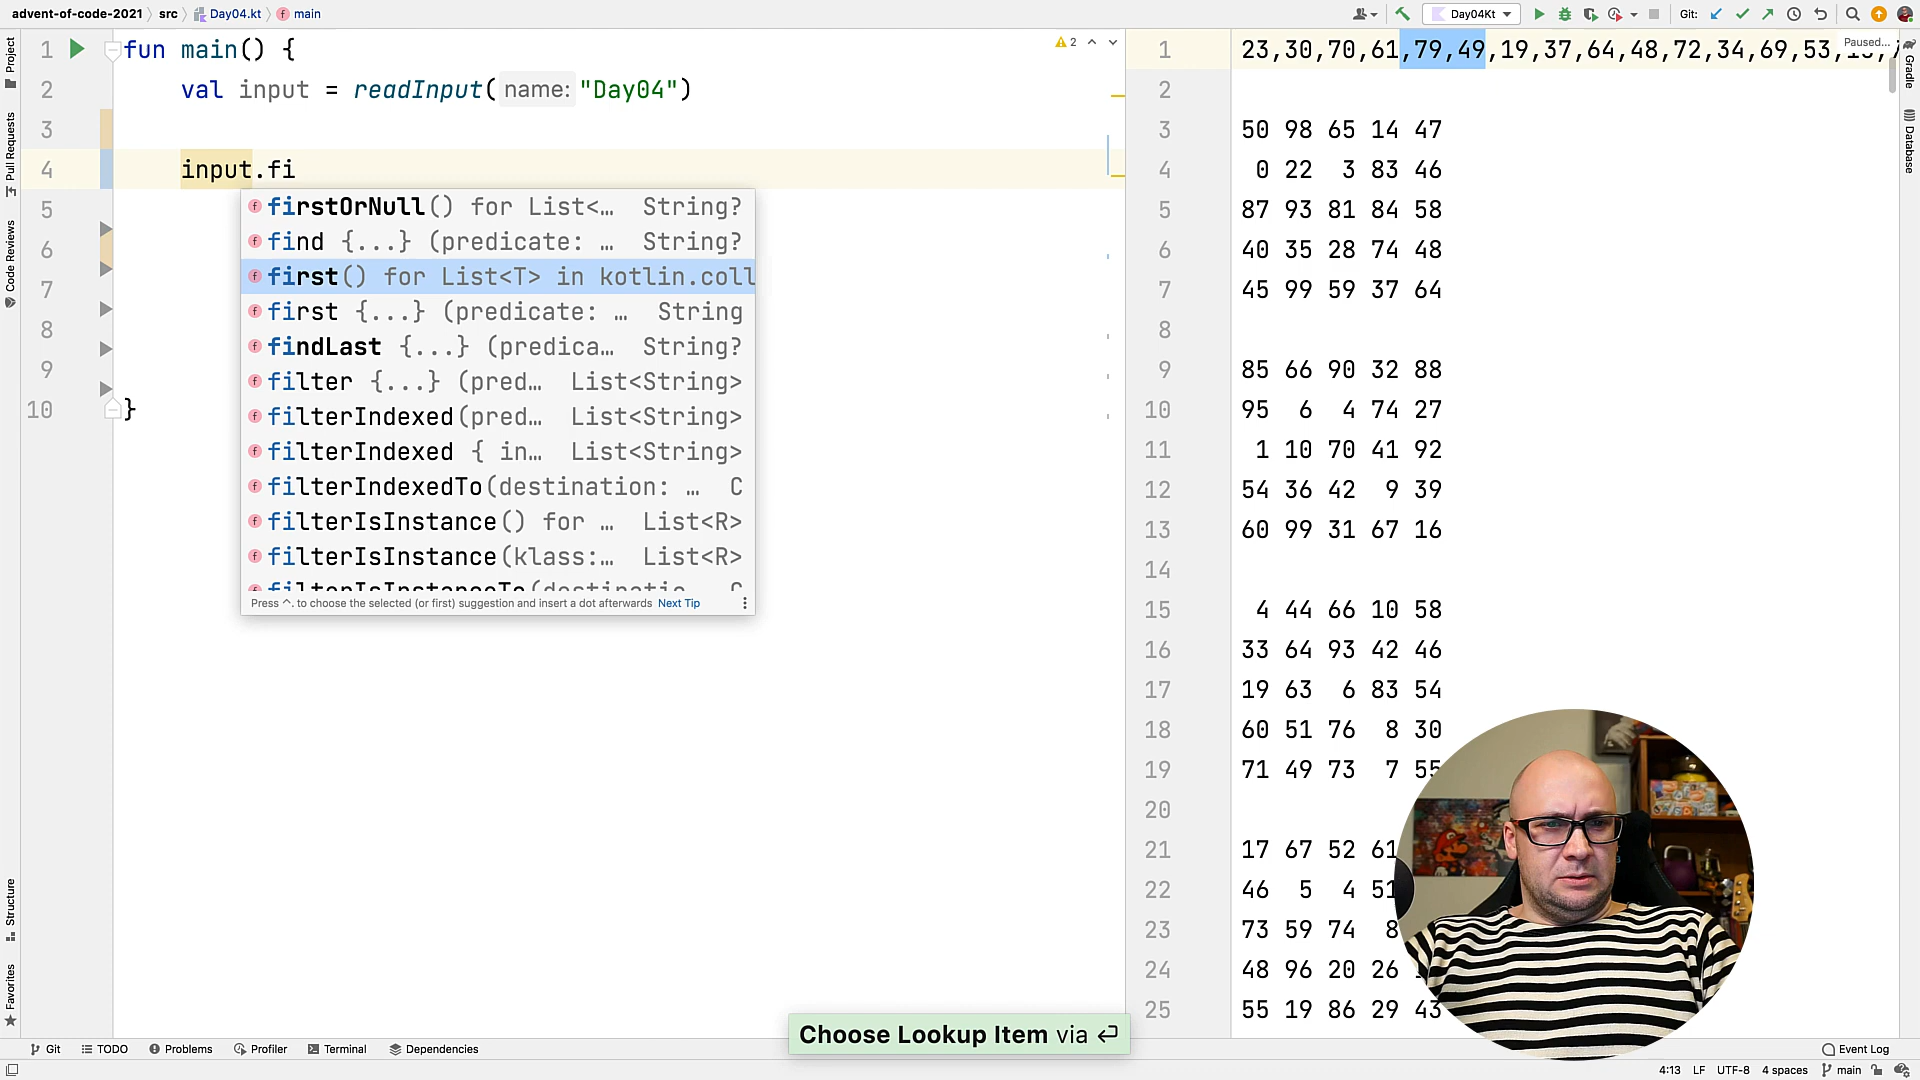 advent-of-code-2021 src Day04.kt main
Day04Kt Git:
Project
Pull Requests
Code Reviews
Structure
Favorites
1 fun main() {
2 val input = readInput( name: "Day04")
3
4 input.fi
5
6
7
8
9
10 }
2
firstOrNull() for List<… String?
find {...} (predicate: … String?
first() for List<T> in kotlin.coll
first {...} (predicate: … String
findLast {...} (predica… String?
filter {...} (pred… List<String>
filterIndexed(pred… List<String>
filterIndexed { in… List<String>
filterIndexedTo(destination: … C
filterIsInstance() for … List<R>
filterIsInstance(klass:… List<R>
filterIsInstanceTo(destinatio… C
Press ^. to choose the selected (or first) suggestion and insert a dot afterwards Next Tip
1 23,30,70,61,79,49,19,37,64,48,72,34,69,53,15,
Paused...
2
3 50 98 65 14 47
4 0 22 3 83 46
5 87 93 81 84 58
6 40 35 28 74 48
7 45 99 59 37 64
8
9 85 66 90 32 88
10 95 6 4 74 27
11 1 10 70 41 92
12 54 36 42 9 39
13 60 99 31 67 16
14
15 4 44 66 10 58
16 33 64 93 42 46
17 19 63 6 83 54
18 60 51 76 8 30
19 71 49 73 7 55
20
21 17 67 52 61
22 46 5 4 51
23 73 59 74 8
24 48 96 20 26
25 55 19 86 29 43
Gradle
Database
Choose Lookup Item via ⏎
Git TODO Problems Profiler Terminal Dependencies Event Log
4:13 LF UTF-8 4 spaces main